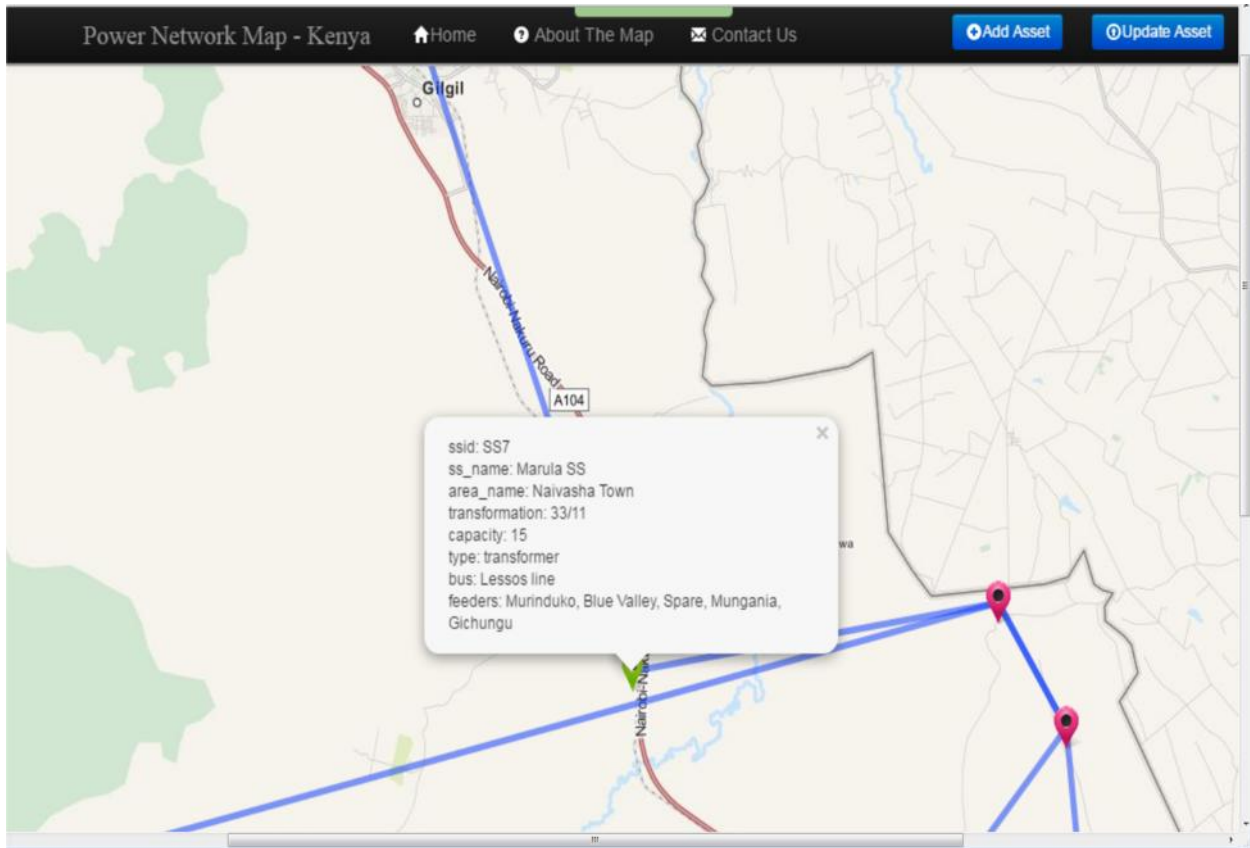 Power Network Map - Kenya Home About The Map Contact Us Add Asset Update Asset
Gilgil
Nairobi-Nakuru Road
A104
ssid: SS7
ss_name: Marula SS
area_name: Naivasha Town
transformation: 33/11
capacity: 15
type: transformer
bus: Lessos line
feeders: Murinduko, Blue Valley, Spare, Mungania,
Gichungu
wa
Nairobi-Nak